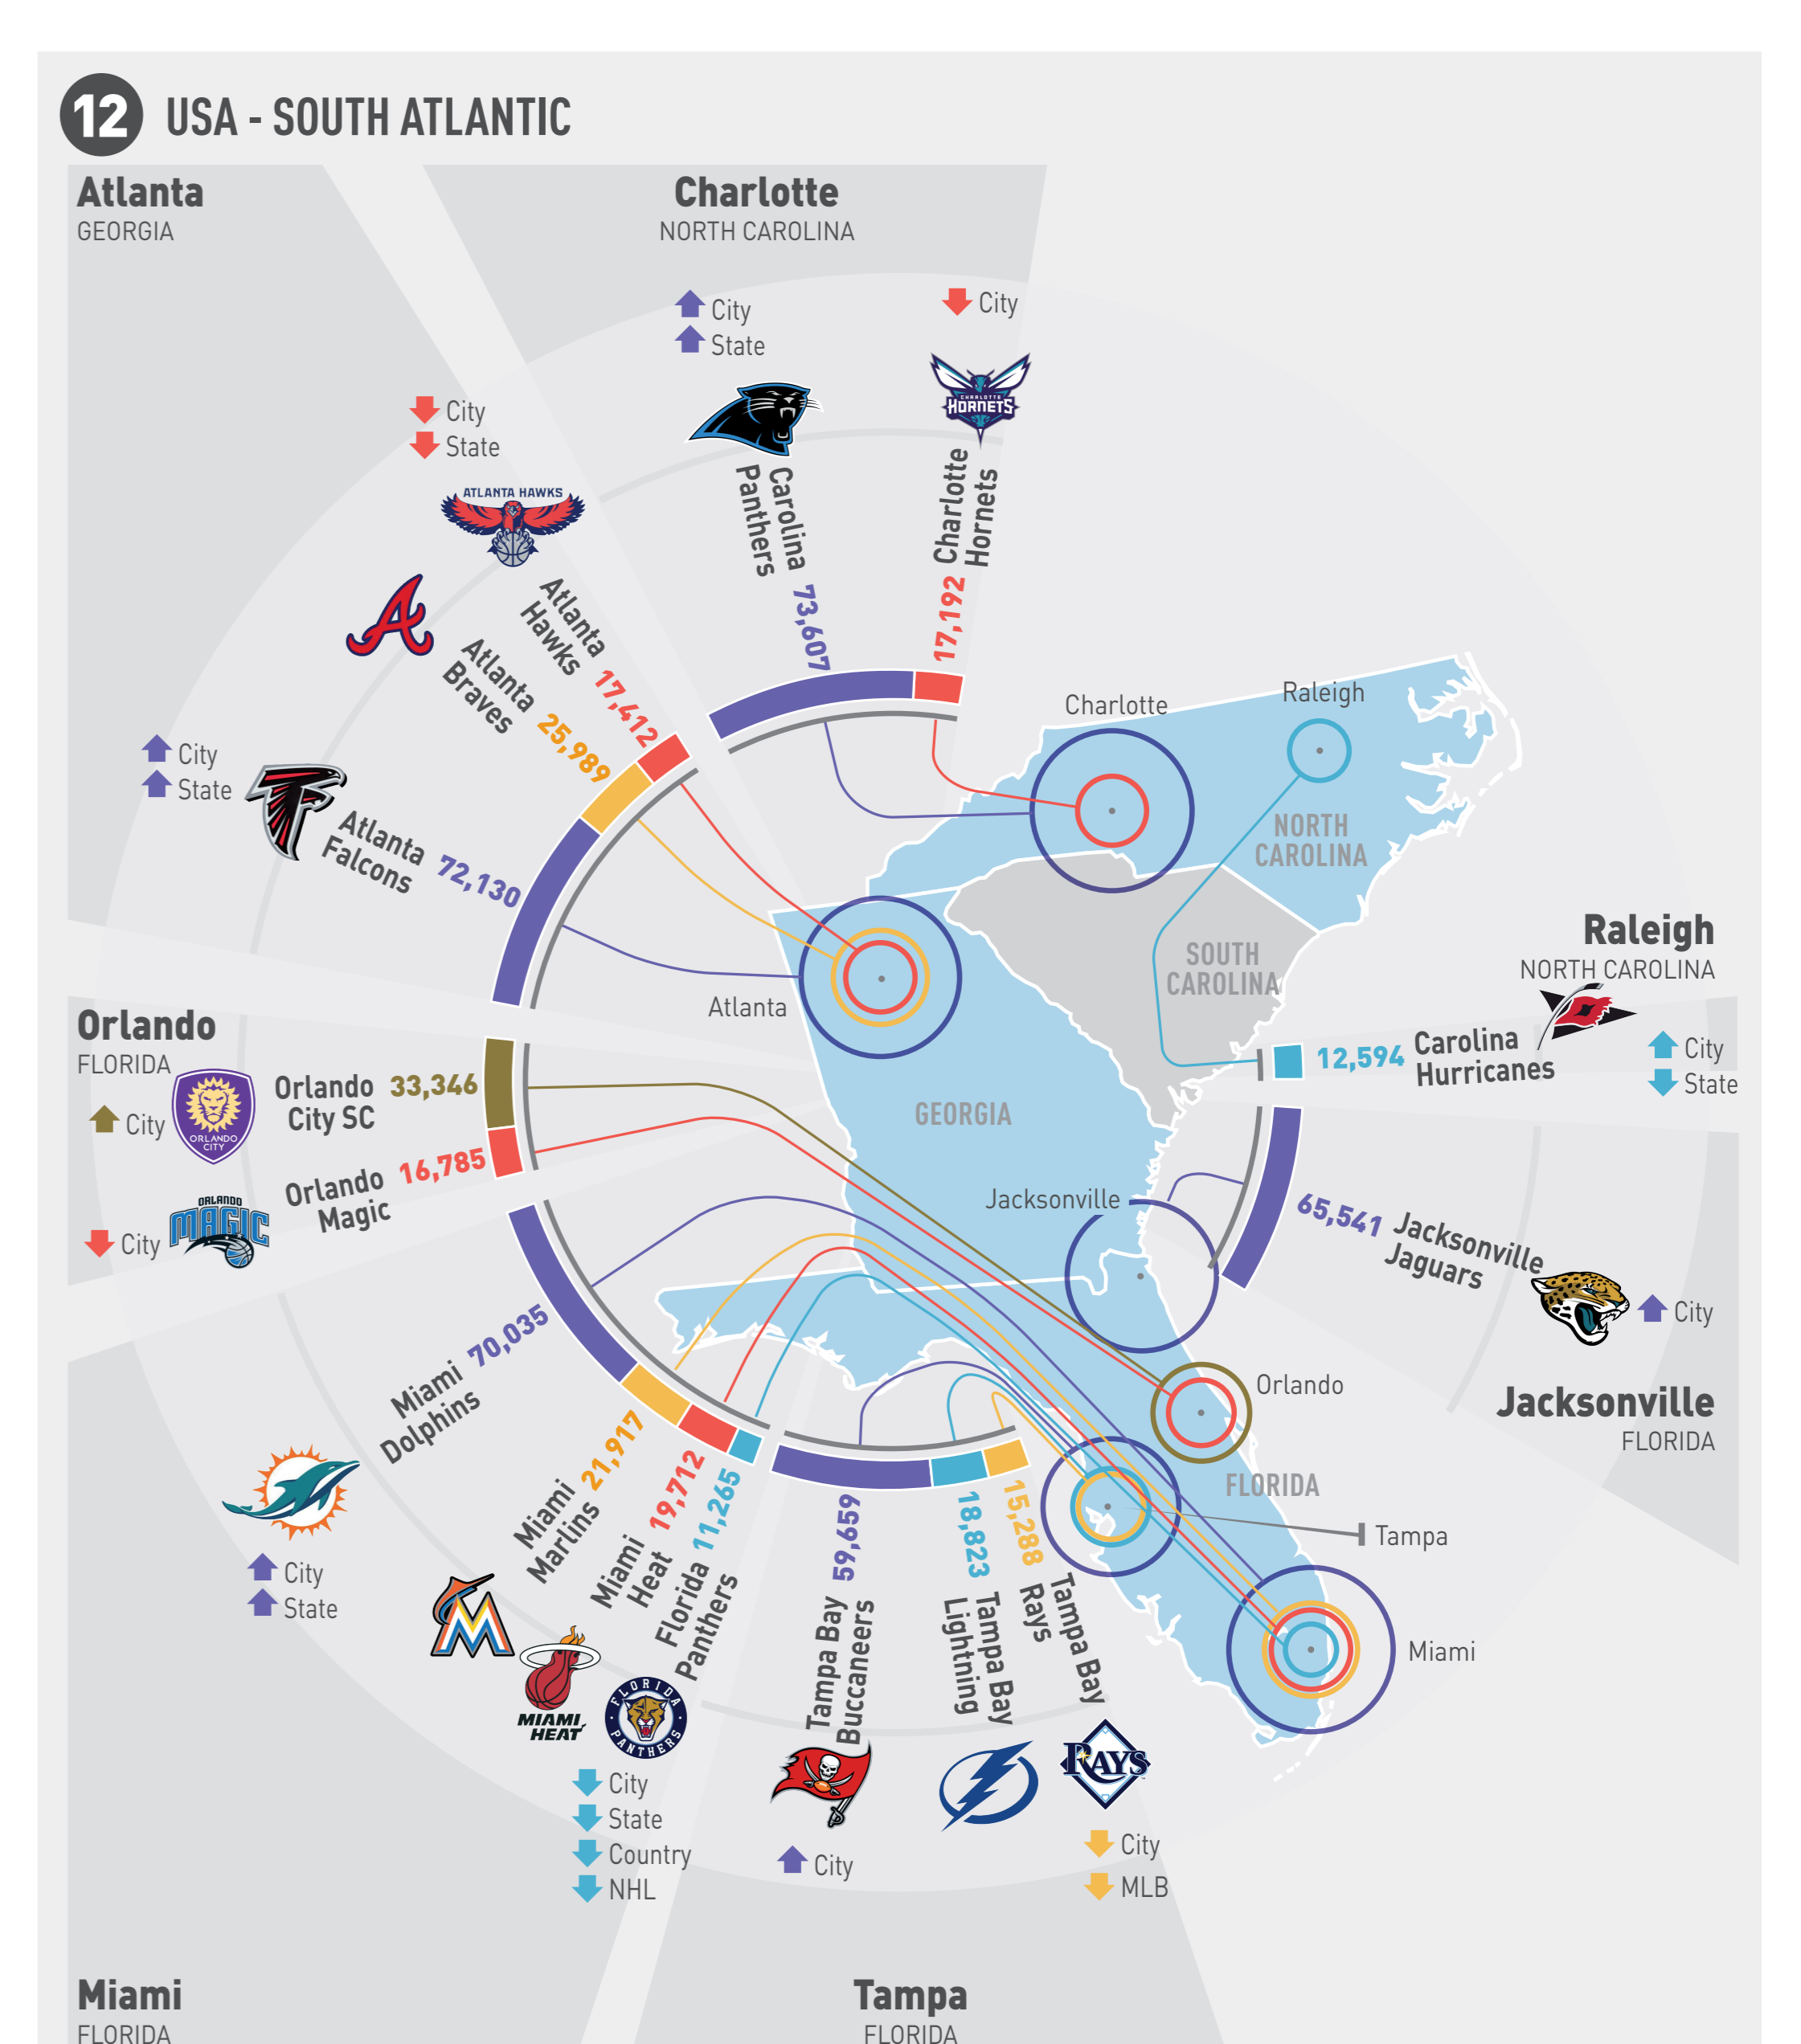 12 USA - SOUTH ATLANTIC
Atlanta
GEORGIA
Charlotte
NORTH CAROLINA
City
State
City
CHARLOTTE
HORNETS
Carolina
Panthers
73,607
Charlotte
Hornets
17,192
City
State
ATLANTA HAWKS
Atlanta
Hawks
17,412
Atlanta
Braves
25,989
City
State
Atlanta
Falcons
72,130
Charlotte
Raleigh
NORTH
CAROLINA
SOUTH
CAROLINA
Atlanta
GEORGIA
Jacksonville
Orlando
FLORIDA
Tampa
Miami
Raleigh
NORTH CAROLINA
12,594
Carolina
Hurricanes
City
State
Orlando
FLORIDA
City
ORLANDO
CITY
Orlando
City SC
33,346
Orlando
Magic
16,785
City
ORLANDO
MAGIC
65,541
Jacksonville
Jaguars
City
Jacksonville
FLORIDA
Miami
Dolphins
70,035
City
State
Miami
Marlins
21,917
Miami
Heat
19,712
MIAMI
HEAT
Florida
Panthers
11,265
FLORIDA
PANTHERS
City
State
Country
NHL
59,659
Tampa Bay
Buccaneers
City
18,823
Tampa Bay
Lightning
15,288
Tampa Bay
Rays
RAYS
City
MLB
Miami
FLORIDA
Tampa
FLORIDA